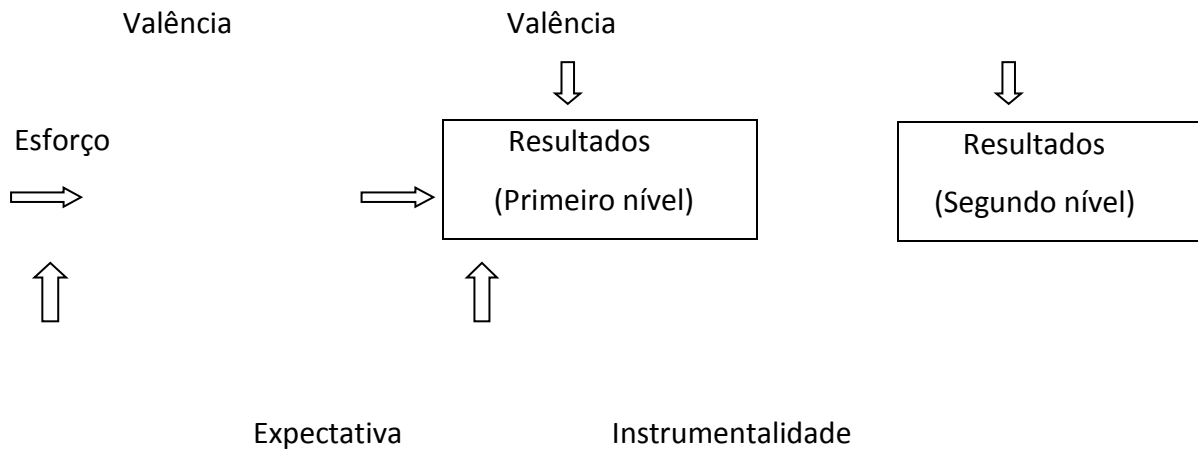 Valência Valência
Esforço
Resultados
(Primeiro nível)
Resultados
(Segundo nível)
Expectativa Instrumentalidade